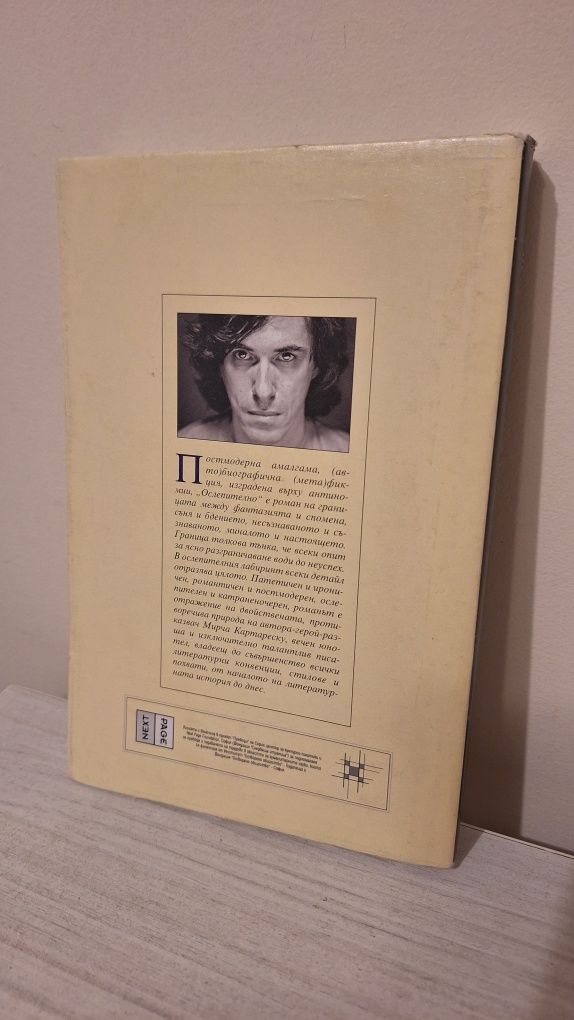 Постмодерна амалгама, (ав-
то)биографична (мета)фик-
ция, изградена върху антино-
мии, „Ослепително“ е роман на грани-
цата между фантазията и спомена,
съня и бдението, несъзнаваното и съ-
знаваното, миналото и настоящето.
Граница толкова тънка, че всеки опит
за ясно разграничаване води до неуспех.
В ослепителния лабиринт всеки детайл
отразява цялото. Патетичен и ирони-
чен, романтичен и постмодерен, осле-
пителен и катраненочерен, романът е
отражение на двойствената, проти-
воречива природа на автора-герой-раз-
казвач Мирча Картареску, вечен юно-
ша и изключително талантлив писа-
тел, владеещ до съвършенство всички
литературни конвенции, стилове и
похвати, от началото на литератур-
ната история до днес.
NEXT
PAGE